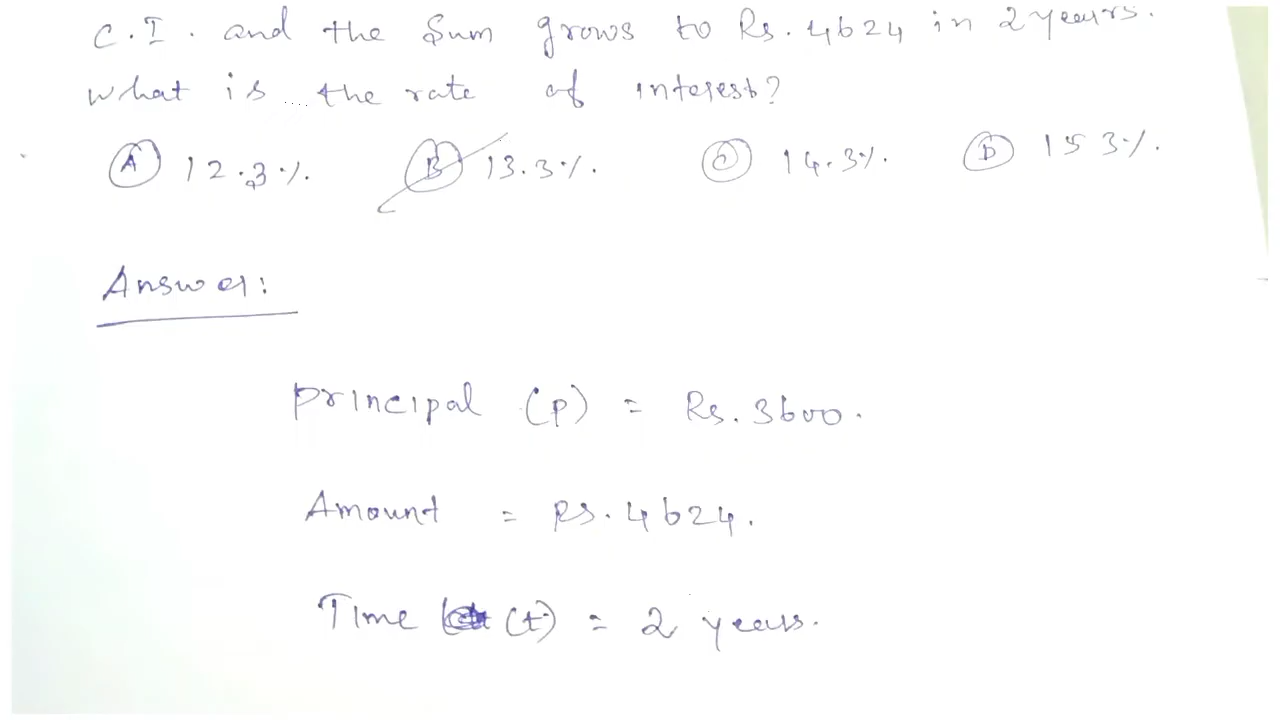 C.I. and the Sum grows to Rs. 4624 in 2 years.
What is the rate of interest?
(A) 12.3%. (B) 13.3%. (C) 14.3%. (D) 15 3%.
Answer:
Principal (P) = Rs. 3600.
Amount = Rs. 4624.
Time (t) = 2 years.